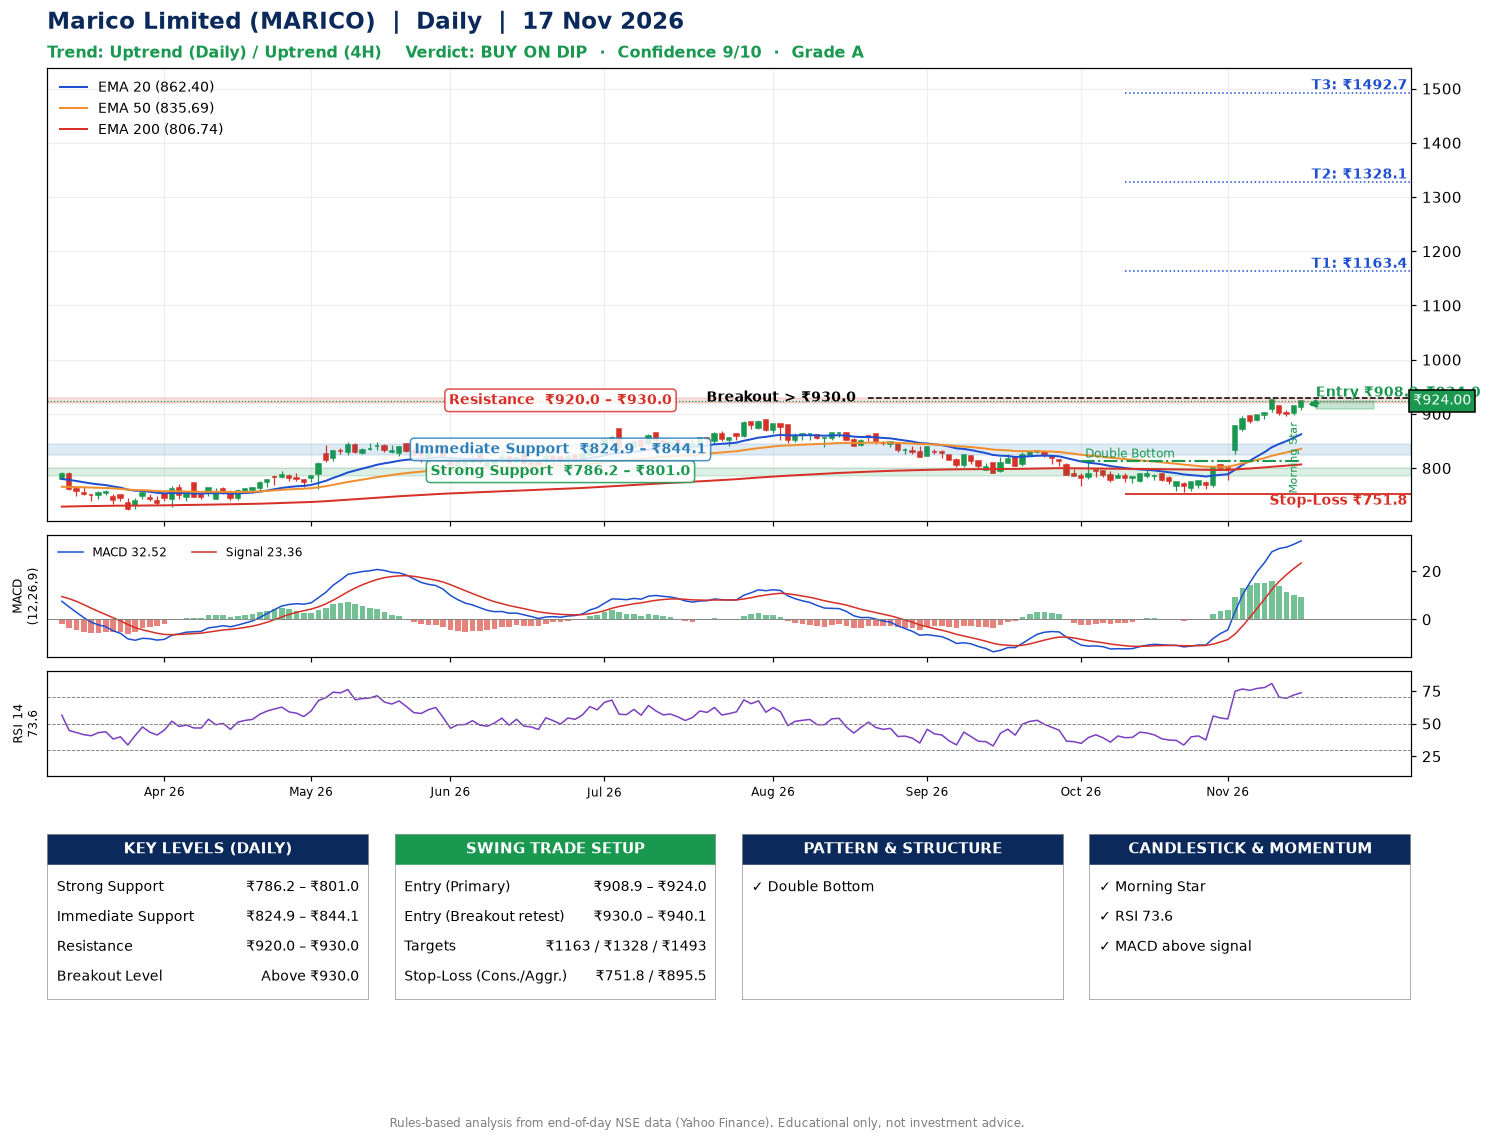 Marico Limited (MARICO) | Daily | 17 Nov 2026
Trend: Uptrend (Daily) / Uptrend (4H) Verdict: BUY ON DIP · Confidence 9/10 · Grade A
EMA 20 (862.40)
EMA 50 (835.69)
EMA 200 (806.74)
T3: ₹1492.7
T2: ₹1328.1
T1: ₹1163.4
1500
1400
1300
1200
1100
1000
900
800
Entry ₹908.
₹924.00
Resistance ₹920.0 – ₹930.0
Breakout > ₹930.0
Immediate Support ₹824.9 – ₹844.1
Strong Support ₹786.2 – ₹801.0
Double Bottom
Morning Star
Stop-Loss ₹751.8
MACD (12,26,9)
MACD 32.52
Signal 23.36
20
0
RSI 14
73.6
75
50
25
Apr 26
May 26
Jun 26
Jul 26
Aug 26
Sep 26
Oct 26
Nov 26
KEY LEVELS (DAILY)
Strong Support ₹786.2 – ₹801.0
Immediate Support ₹824.9 – ₹844.1
Resistance ₹920.0 – ₹930.0
Breakout Level Above ₹930.0
SWING TRADE SETUP
Entry (Primary) ₹908.9 – ₹924.0
Entry (Breakout retest) ₹930.0 – ₹940.1
Targets ₹1163 / ₹1328 / ₹1493
Stop-Loss (Cons./Aggr.) ₹751.8 / ₹895.5
PATTERN & STRUCTURE
✓ Double Bottom
CANDLESTICK & MOMENTUM
✓ Morning Star
✓ RSI 73.6
✓ MACD above signal
Rules-based analysis from end-of-day NSE data (Yahoo Finance). Educational only, not investment advice.